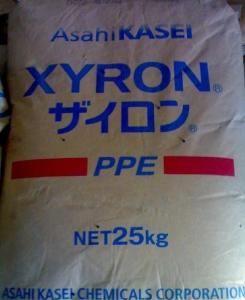 AsahiKASEI
XYRON®
ザイロン®
PPE
NET25kg
ASAHI KASEI CHEMICALS CORPORATION